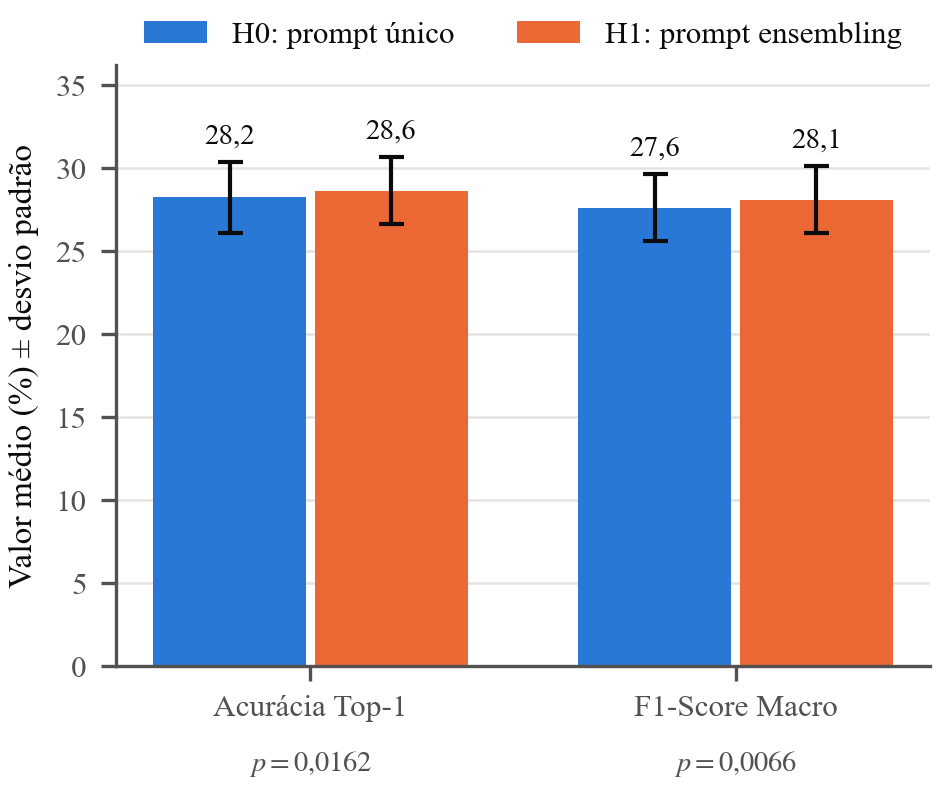 H0: prompt único H1: prompt ensembling
Valor médio (%) ± desvio padrão
35
30
25
20
15
10
5
0
28,2 28,6 27,6 28,1
Acurácia Top-1 F1-Score Macro
p = 0,0162 p = 0,0066